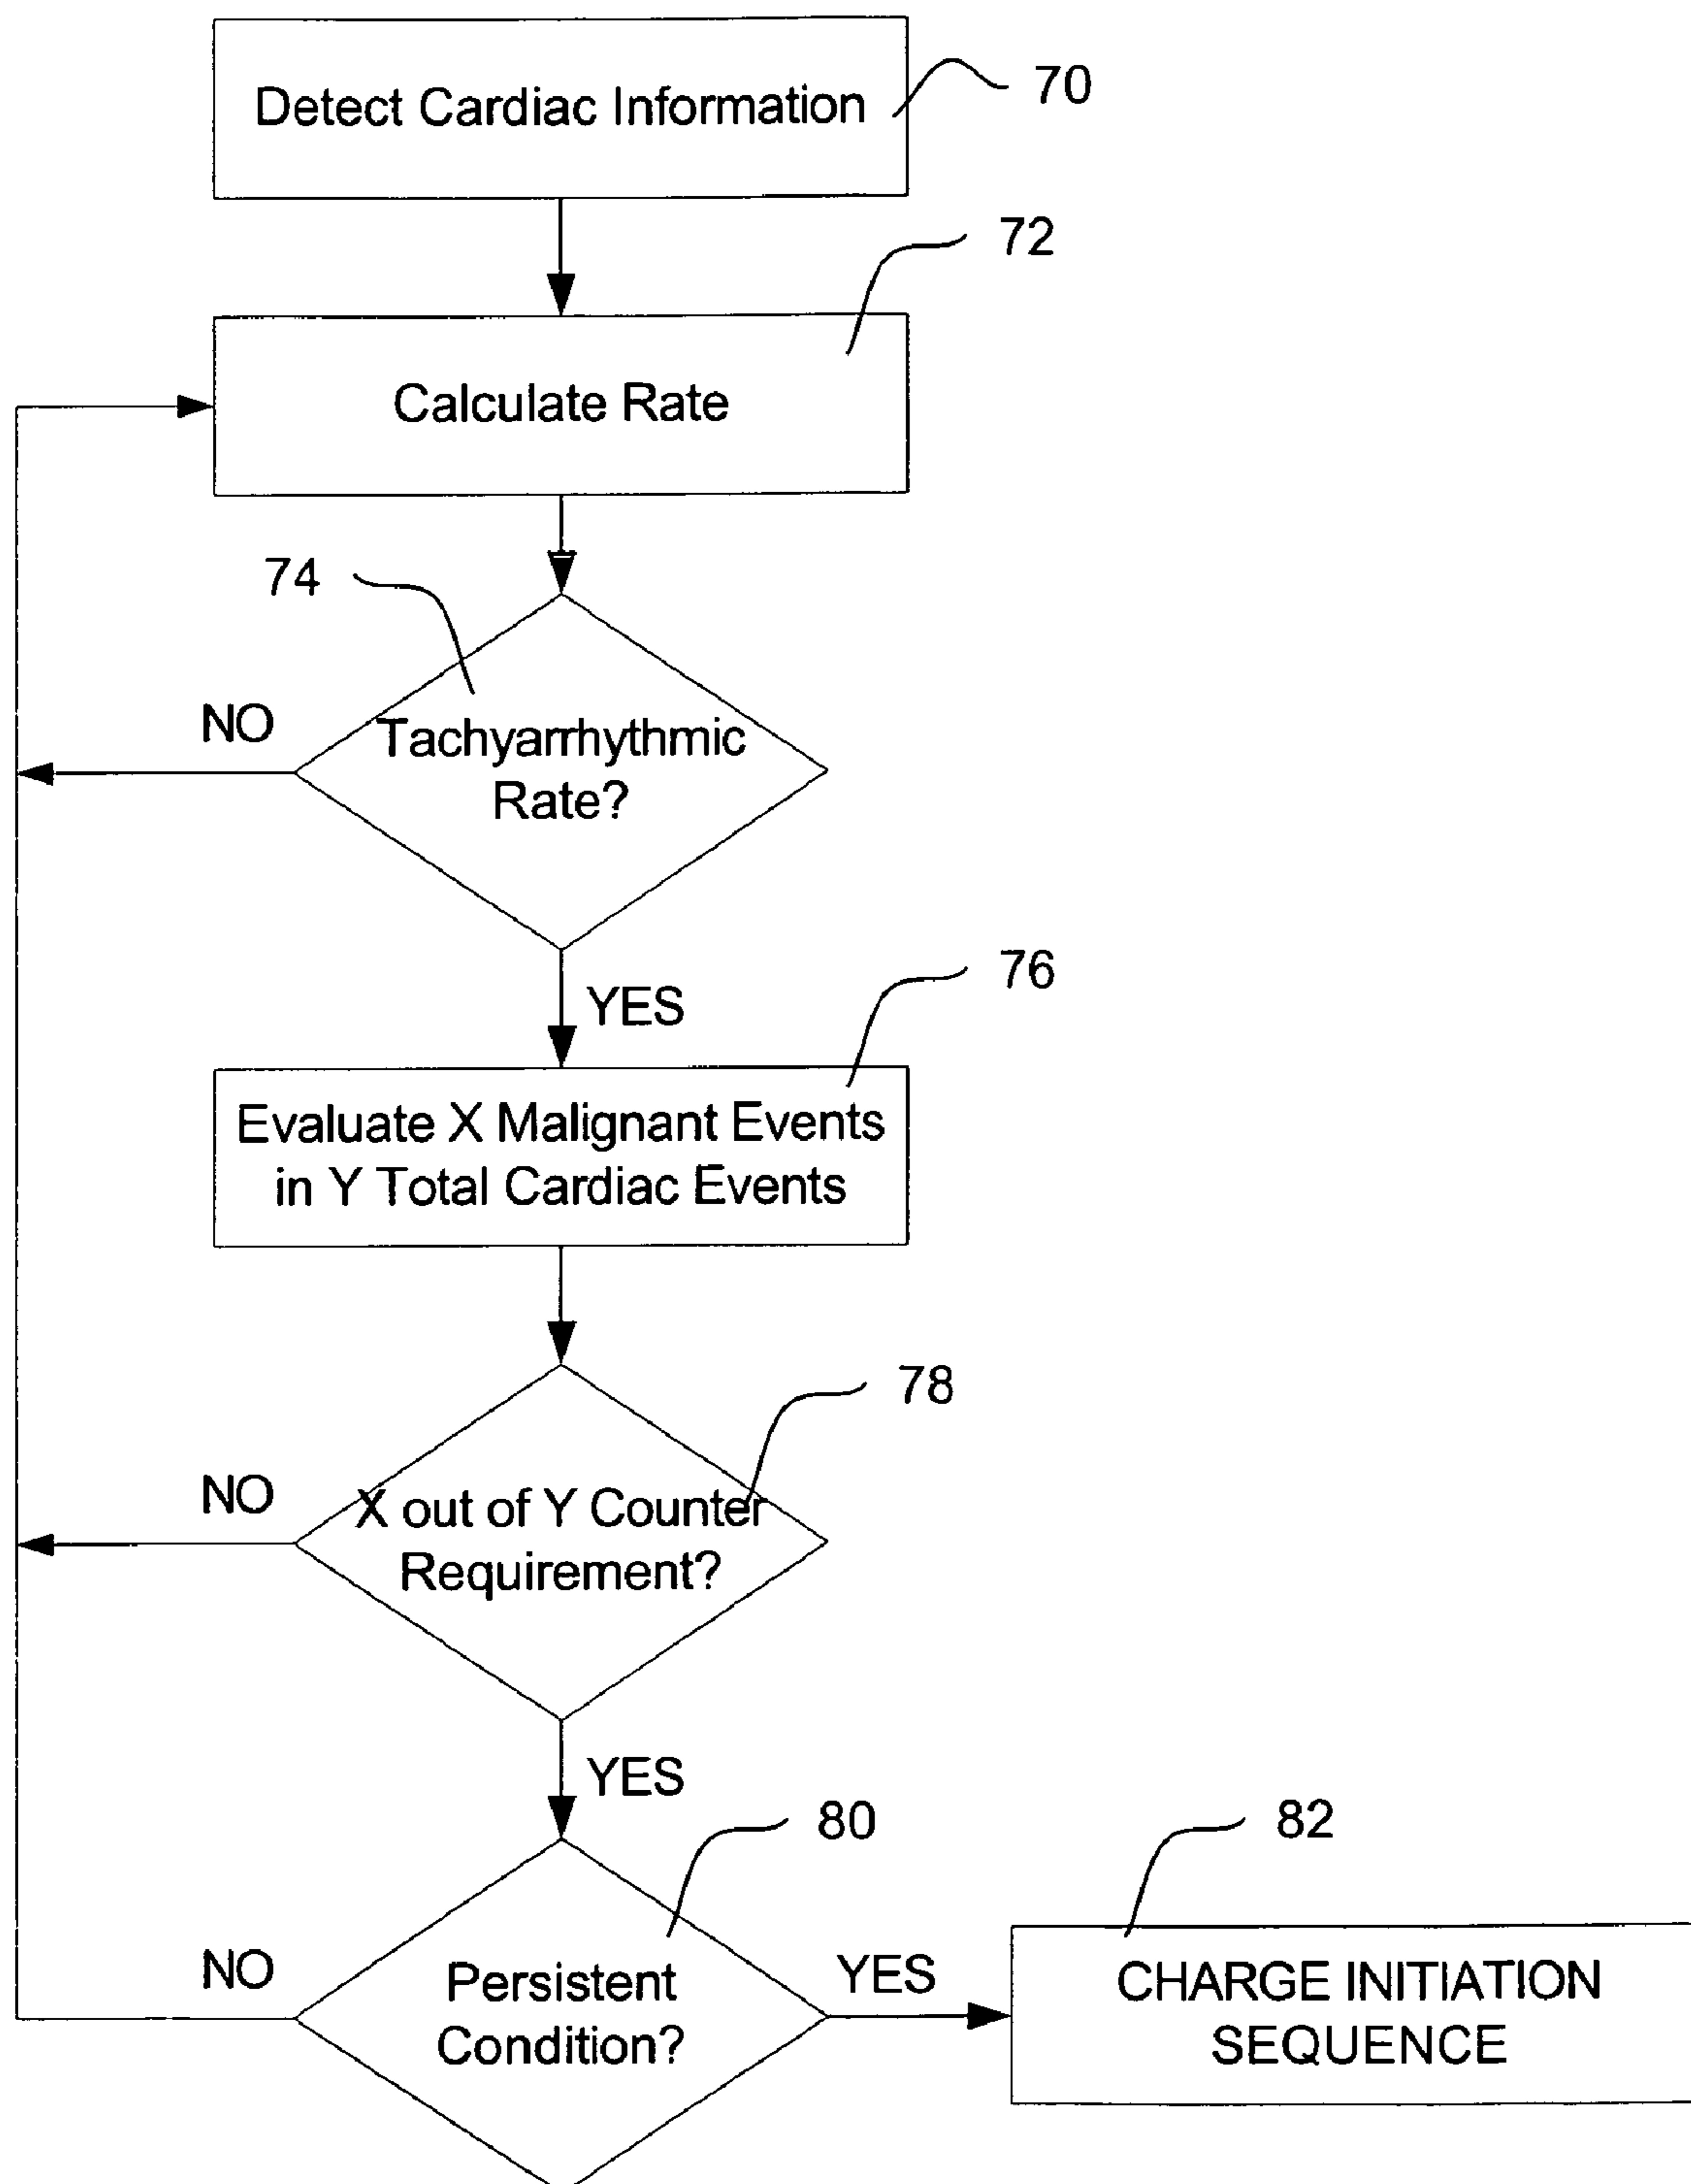 Detect Cardiac Information
70
72
Calculate Rate
74
NO
Tachyarrhythmic
Rate?
76
YES
Evaluate X Malignant Events
in Y Total Cardiac Events
78
NO
X out of Y Counter
Requirement?
YES
80
82
NO
Persistent
Condition?
YES
CHARGE INITIATION
SEQUENCE